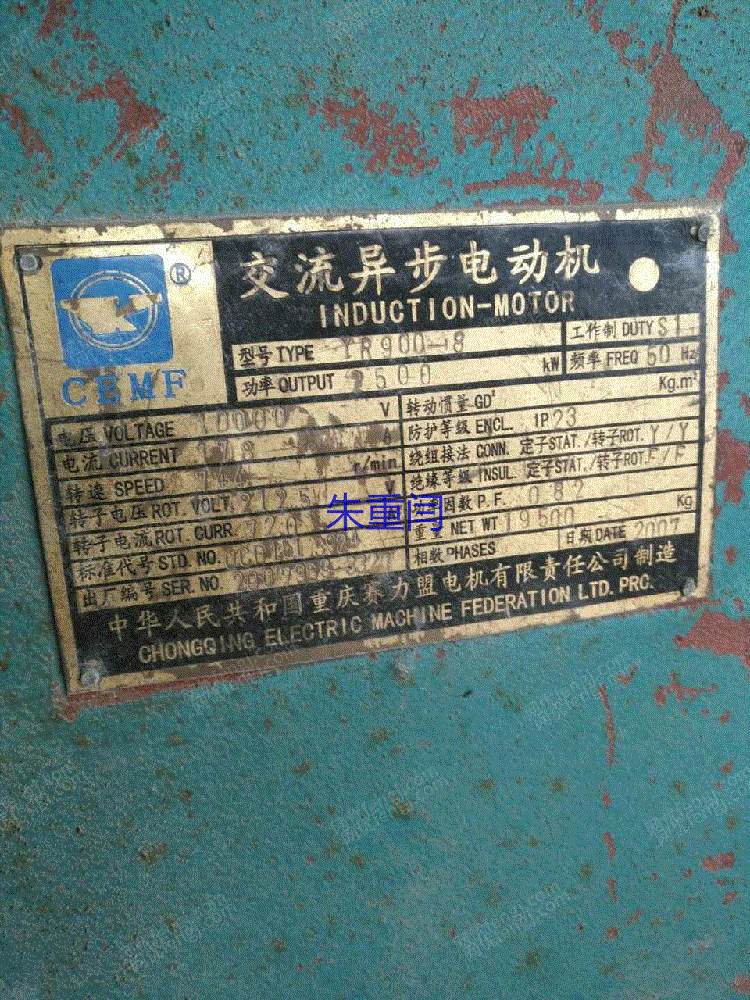 CEMF ®
交流异步电动机
INDUCTION-MOTOR
型号 TYPE YR900-8 工作制 DUTY S1
功率 OUTPUT 2500 kW 频率 FREQ 50 Hz
电压 VOLTAGE 10000 V 转动惯量 GD² Kg.m²
电流 CURRENT A 防护等级 ENCL. IP 23
转速 SPEED r/min 绕组接法 CONN. 定子STAT./转子ROT. Y/Y
转子电压 ROT. VOLT. V 绝缘等级 INSUL 定子STAT./转子ROT. F/F
转子电流 ROT. CURR. 功率因数 P.F. 0.82
标准代号 STD. NO. 重量 NET WT 19500 Kg
出厂编号 SER. NO. 相数 PHASES 日期 DATE 2007
中华人民共和国重庆赛力盟电机有限责任公司制造
CHONGQING ELECTRIC MACHINE FEDERATION LTD. PRC.
朱重闩